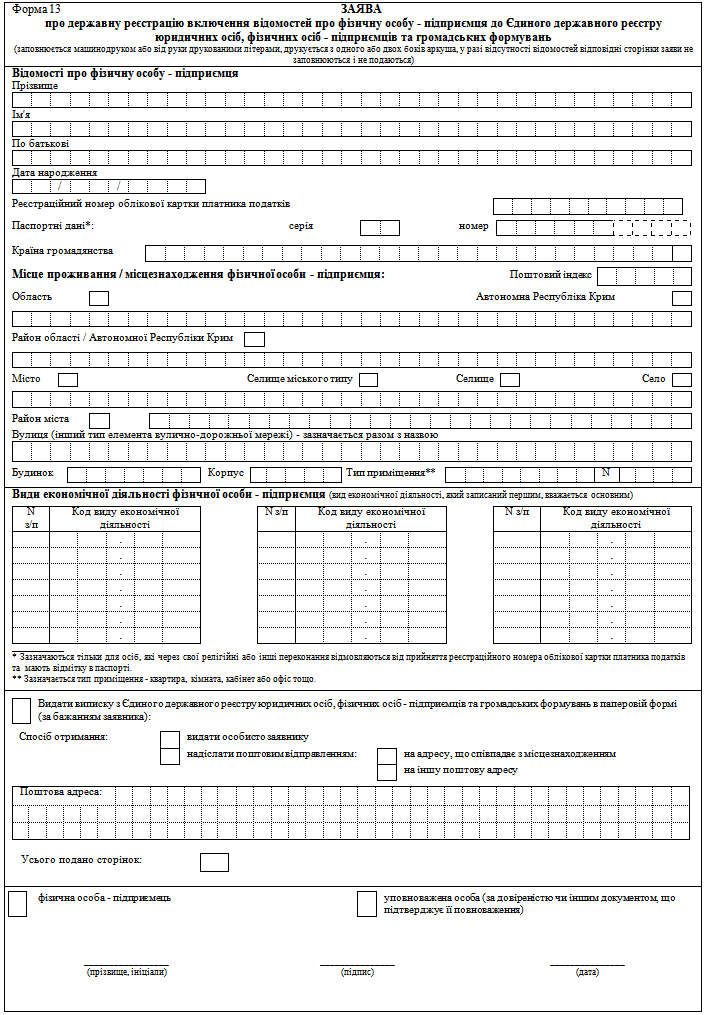 Форма 13
ЗАЯВА
про державну реєстрацію включення відомостей про фізичну особу - підприємця до Єдиного державного реєстру
юридичних осіб, фізичних осіб - підприємців та громадських формувань
(заповнюється машинодруком або від руки друкованими літерами, друкується з одного або двох боків аркуша, у разі відсутності відомостей відповідні сторінки заяви не
заповнюються і не подаються)
Відомості про фізичну особу - підприємця
Прізвище
Ім'я
По батькові
Дата народження
/ /
Реєстраційний номер облікової картки платника податків
Паспортні дані*: серія номер
Країна громадянства
Місце проживання / місцезнаходження фізичної особи - підприємця: Поштовий індекс
Область Автономна Республіка Крим
Район області / Автономної Республіки Крим
Місто Селище міського типу Селище Село
Район міста
Вулиця (інший тип елемента вулично-дорожньої мережі) - зазначається разом з назвою
Будинок Корпус Тип приміщення** N
Види економічної діяльності фізичної особи - підприємця (вид економічної діяльності, який записаний першим, вважається основним)
N Код виду економічної N з/п Код виду економічної N з/п Код виду економічної
з/п діяльності діяльності діяльності
. . .
. . .
. . .
. . .
. . .
. . .
. . .
* Зазначаються тільки для осіб, які через свої релігійні або інші переконання відмовляються від прийняття реєстраційного номера облікової картки платника податків
та мають відмітку в паспорті.
** Зазначається тип приміщення - квартира, кімната, кабінет або офіс тощо.
Видати виписку з Єдиного державного реєстру юридичних осіб, фізичних осіб - підприємців та громадських формувань в паперовій формі
(за бажанням заявника):
Спосіб отримання: видати особисто заявнику
надіслати поштовим відправленням: на адресу, що співпадає з місцезнаходженням
на іншу поштову адресу
Поштова адреса:
Усього подано сторінок:
фізична особа - підприємець уповноважена особа (за довіреністю чи іншим документом, що
підтверджує її повноваження)
(прізвище, ініціали) (підпис) (дата)